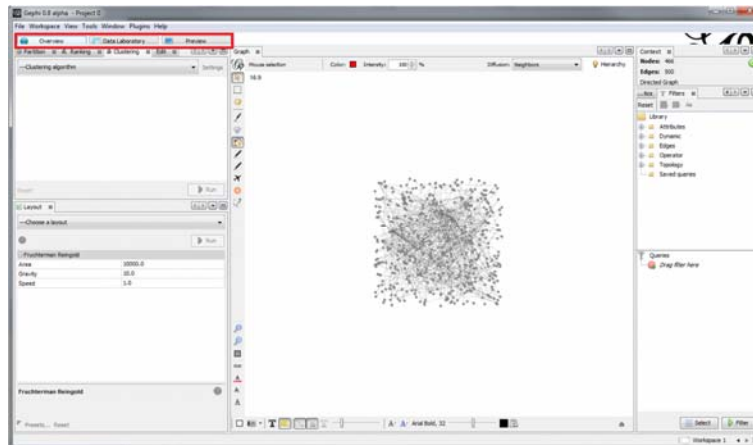 Gephi 0.8 alpha - Project 0
File Workspace View Tools Window Plugins Help
Overview Data Laboratory Preview
Partition Ranking Clustering Edit
Graph
Context
---Clustering algorithm Settings
Mouse selection Color: Intensity: % Diffusion: Neighbors Hierarchy
Nodes: 466
Edges:
Directed Graph
Filters
Reset
Library
Attributes
Dynamic
Edges
Operator
Topology
Saved queries
Reset Run
Layout
---Choose a layout
Run
Fruchterman Reingold
Area 10000.0
Gravity 10.0
Speed 1.0
Queries
Drag filter here
Fruchterman Reingold
Presets... Reset
Arial Bold, 32
Select Filter
Workspace 1